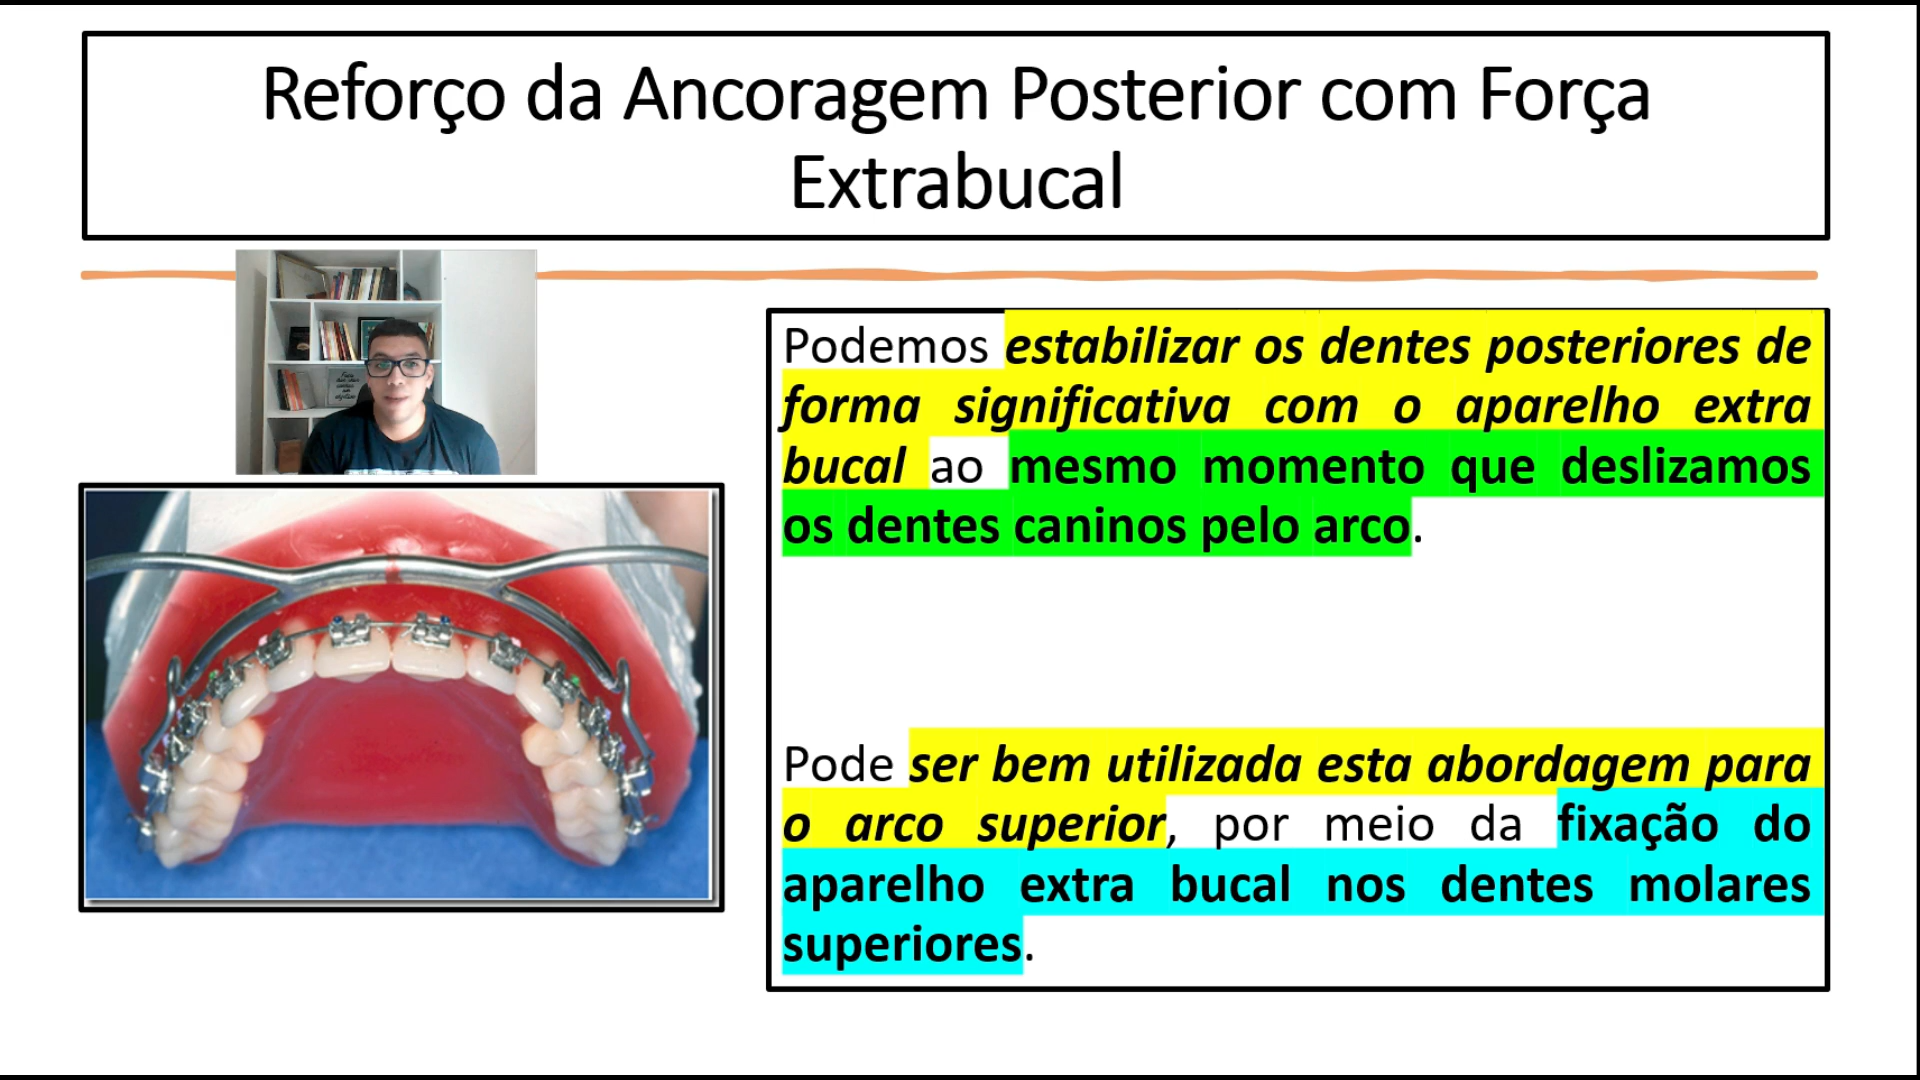 Reforço da Ancoragem Posterior com Força
Extrabucal
Podemos estabilizar os dentes posteriores de
forma significativa com o aparelho extra
bucal ao mesmo momento que deslizamos
os dentes caninos pelo arco.
Pode ser bem utilizada esta abordagem para
o arco superior, por meio da fixação do
aparelho extra bucal nos dentes molares
superiores.